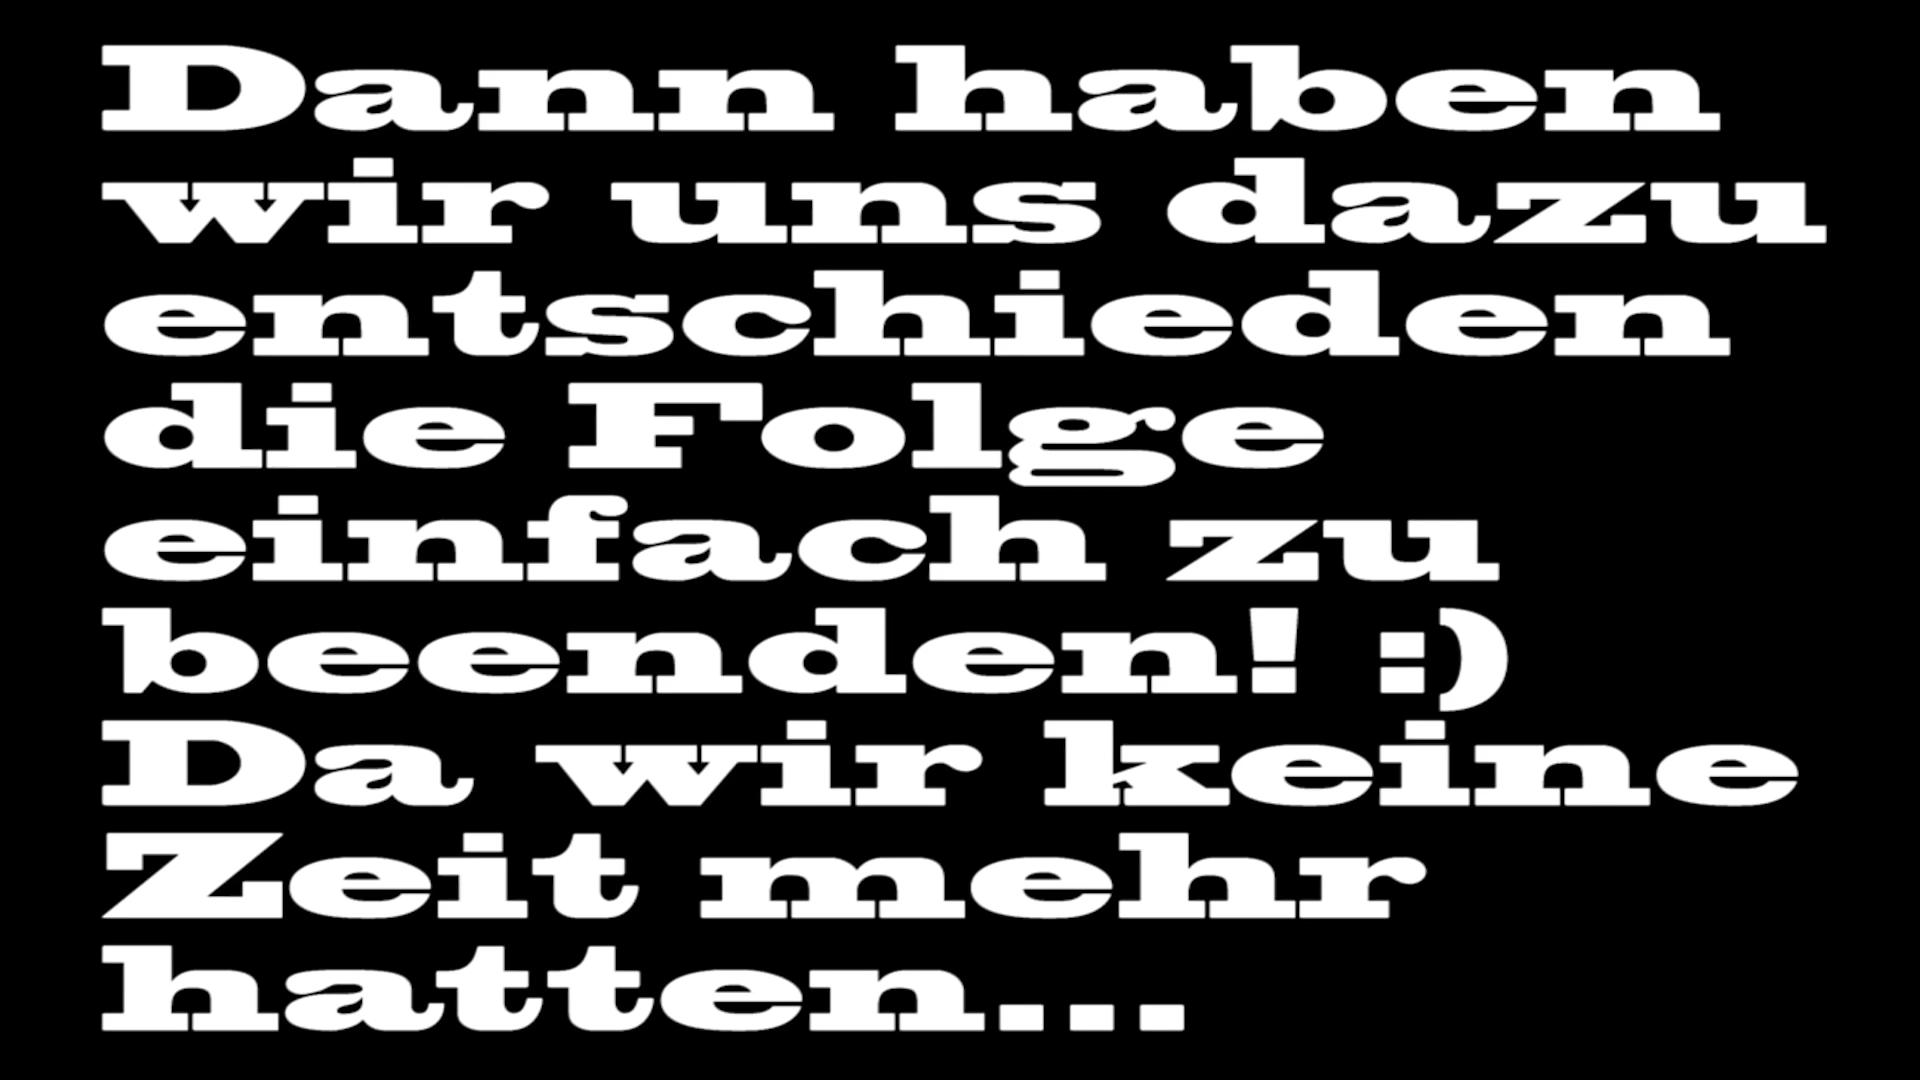 Dann haben
wir uns dazu
entschieden
die Folge
einfach zu
beenden! :)
Da wir keine
Zeit mehr
hatten...